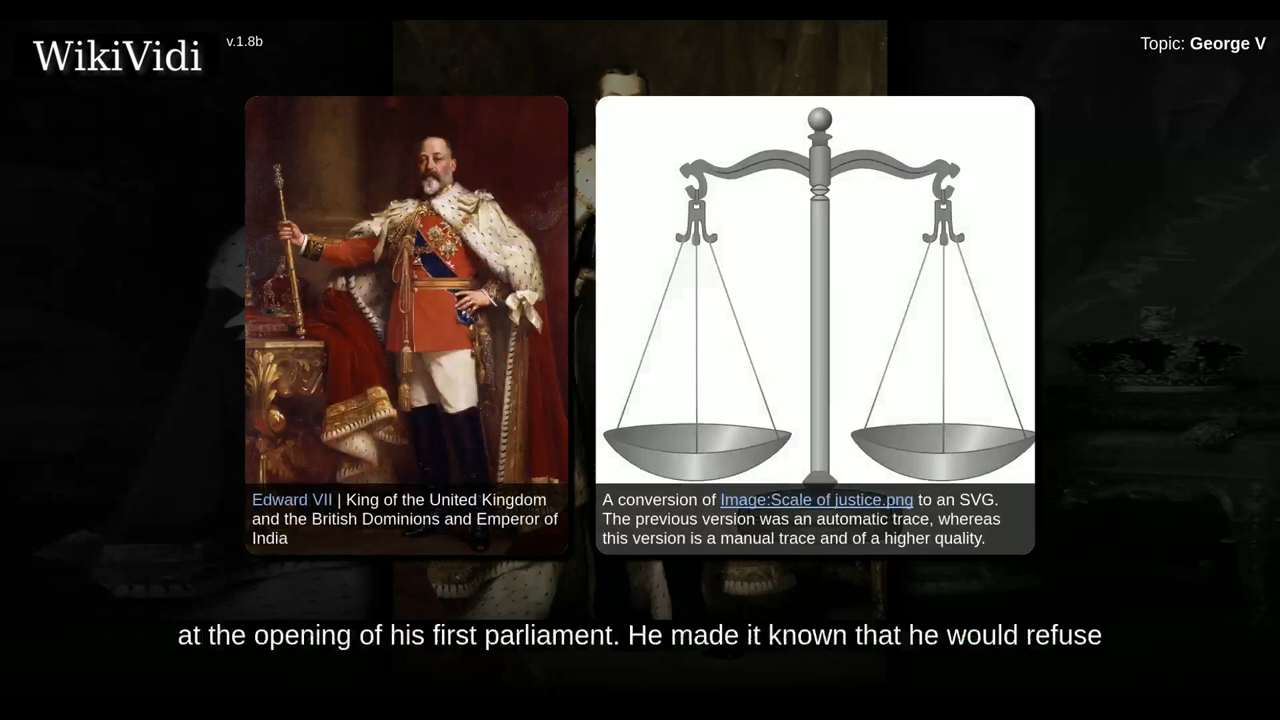 WikiVidi
v.1.8b
Topic: George V
Edward VII | King of the United Kingdom
and the British Dominions and Emperor of
India
A conversion of Image:Scale of justice.png to an SVG.
The previous version was an automatic trace, whereas
this version is a manual trace and of a higher quality.
at the opening of his first parliament. He made it known that he would refuse